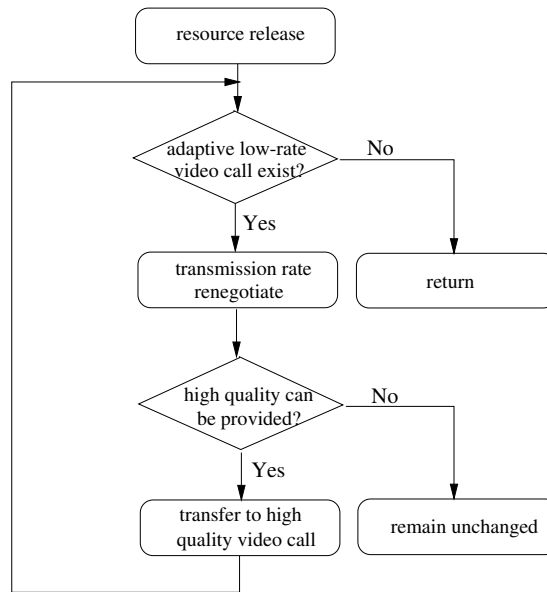 resource release
adaptive low-rate
video call exist?
No
Yes
transmission rate
renegotiate
return
high quality can
be provided?
No
Yes
transfer to high
quality video call
remain unchanged